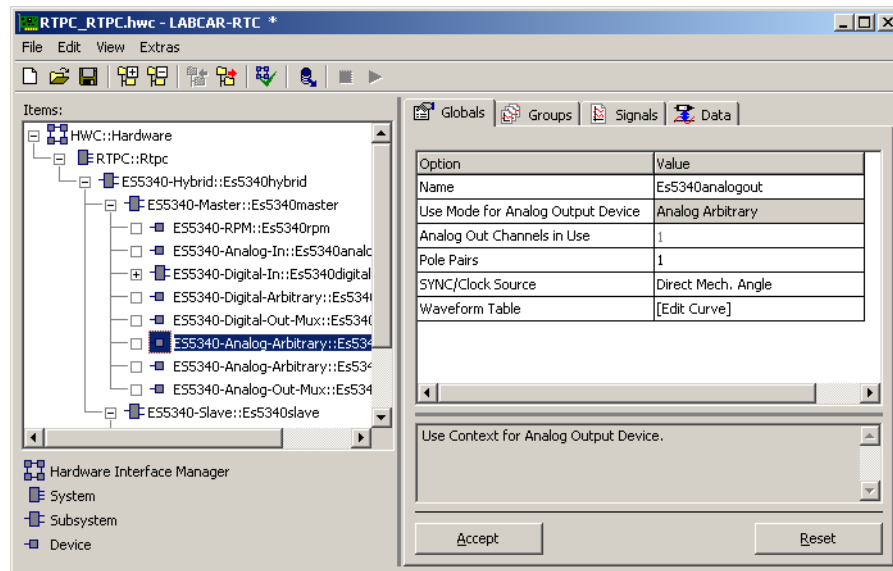 RTPC_RTPC.hwc - LABCAR-RTC *
File Edit View Extras
Items:
HWC::Hardware
RTPC::Rtpc
ES5340-Hybrid::Es5340hybrid
ES5340-Master::Es5340master
ES5340-RPM::Es5340rpm
ES5340-Analog-In::Es5340analo
ES5340-Digital-In::Es5340digital
ES5340-Digital-Arbitrary::Es534
ES5340-Digital-Out-Mux::Es534
ES5340-Analog-Arbitrary::Es534
ES5340-Analog-Arbitrary::Es534
ES5340-Analog-Out-Mux::Es534
ES5340-Slave::Es5340slave
Hardware Interface Manager
System
Subsystem
Device
Globals Groups Signals Data
Option Value
Name Es5340analogout
Use Mode for Analog Output Device Analog Arbitrary
Analog Out Channels in Use 1
Pole Pairs 1
SYNC/Clock Source Direct Mech. Angle
Waveform Table [Edit Curve]
Use Context for Analog Output Device.
Accept Reset